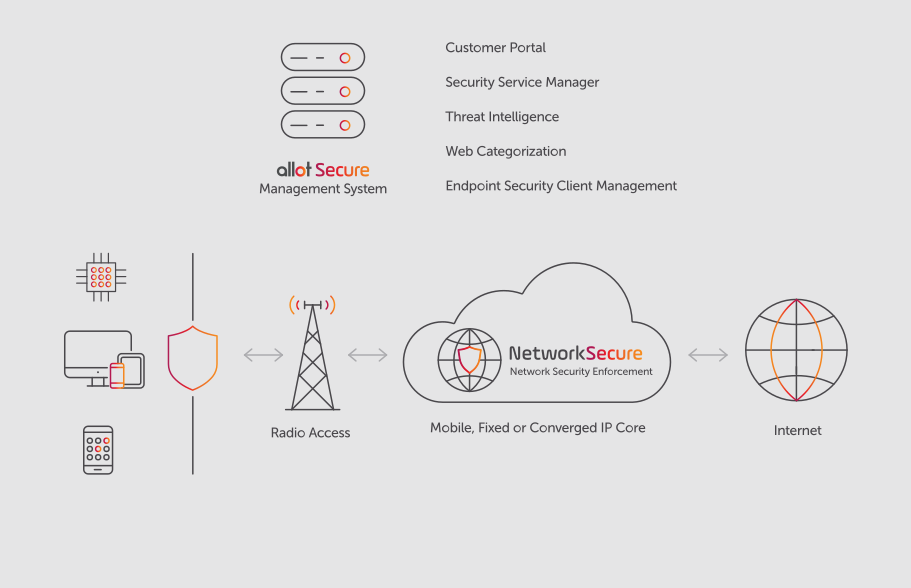 allot Secure
Management System
Customer Portal
Security Service Manager
Threat Intelligence
Web Categorization
Endpoint Security Client Management
NetworkSecure
Network Security Enforcement
Radio Access
Mobile, Fixed or Converged IP Core
Internet